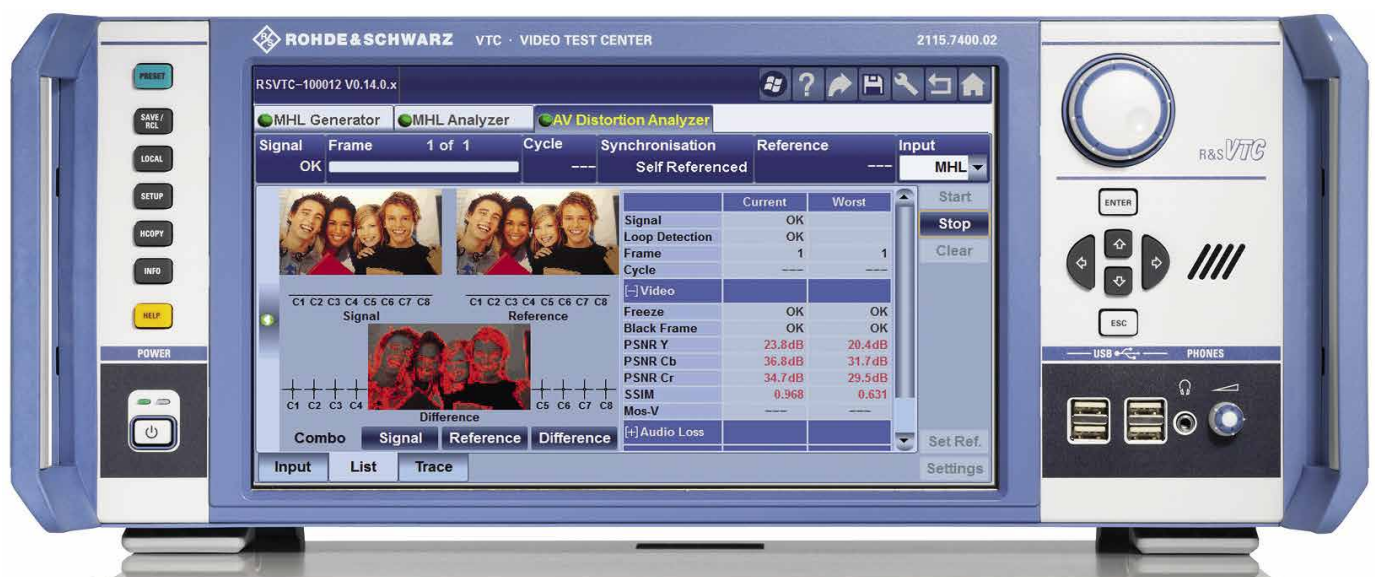 ROHDE&SCHWARZ VTC · VIDEO TEST CENTER 2115.7400.02
PRESET
SAVE / RCL
LOCAL
SETUP
HCOPY
INFO
HELP
POWER
RSVTC-100012 V0.14.0.x
?
MHL Generator MHL Analyzer AV Distortion Analyzer
Signal Frame 1 of 1 Cycle Synchronisation Reference Input
OK --- Self Referenced --- MHL
Current Worst
Signal OK
Loop Detection OK
Frame 1 1
Cycle --- ---
[-] Video
Freeze OK OK
Black Frame OK OK
PSNR Y 23.8dB 20.4dB
PSNR Cb 36.8dB 31.7dB
PSNR Cr 34.7dB 29.5dB
SSIM 0.968 0.631
Mos-V --- ---
[+] Audio Loss
C1 C2 C3 C4 C5 C6 C7 C8
Signal
C1 C2 C3 C4 C5 C6 C7 C8
Reference
C1 C2 C3 C4 C5 C6 C7 C8
Difference
Combo Signal Reference Difference
Input List Trace
Start
Stop
Clear
Set Ref.
Settings
R&S VTC
ENTER
ESC
USB PHONES